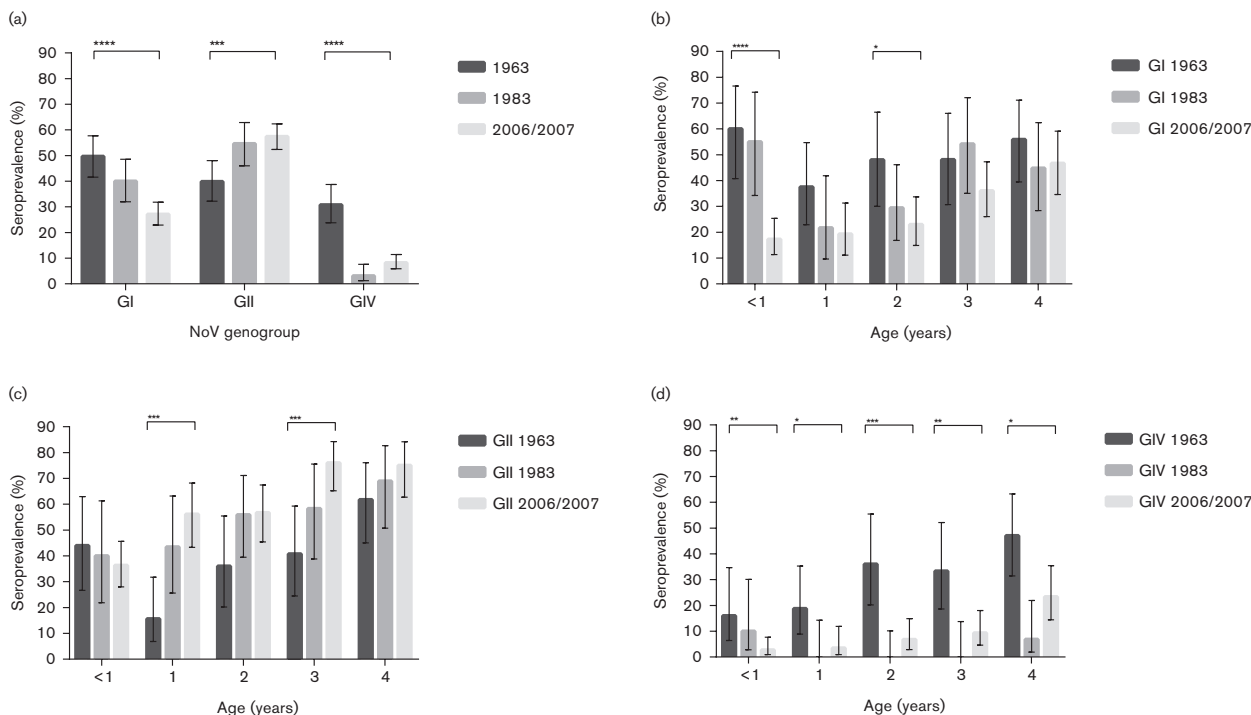 (a)
****
***
****
90
80
70
60
50
40
30
20
10
0
Seroprevalence (%)
GI
GII
GIV
NoV genogroup
1963
1983
2006/2007
(b)
****
*
90
80
70
60
50
40
30
20
10
0
Seroprevalence (%)
<1
1
2
3
4
Age (years)
GI 1963
GI 1983
GI 2006/2007
(c)
***
***
90
80
70
60
50
40
30
20
10
0
Seroprevalence (%)
<1
1
2
3
4
Age (years)
GII 1963
GII 1983
GII 2006/2007
(d)
**
*
***
**
*
90
80
70
60
50
40
30
20
10
0
Seroprevalence (%)
<1
1
2
3
4
Age (years)
GIV 1963
GIV 1983
GIV 2006/2007